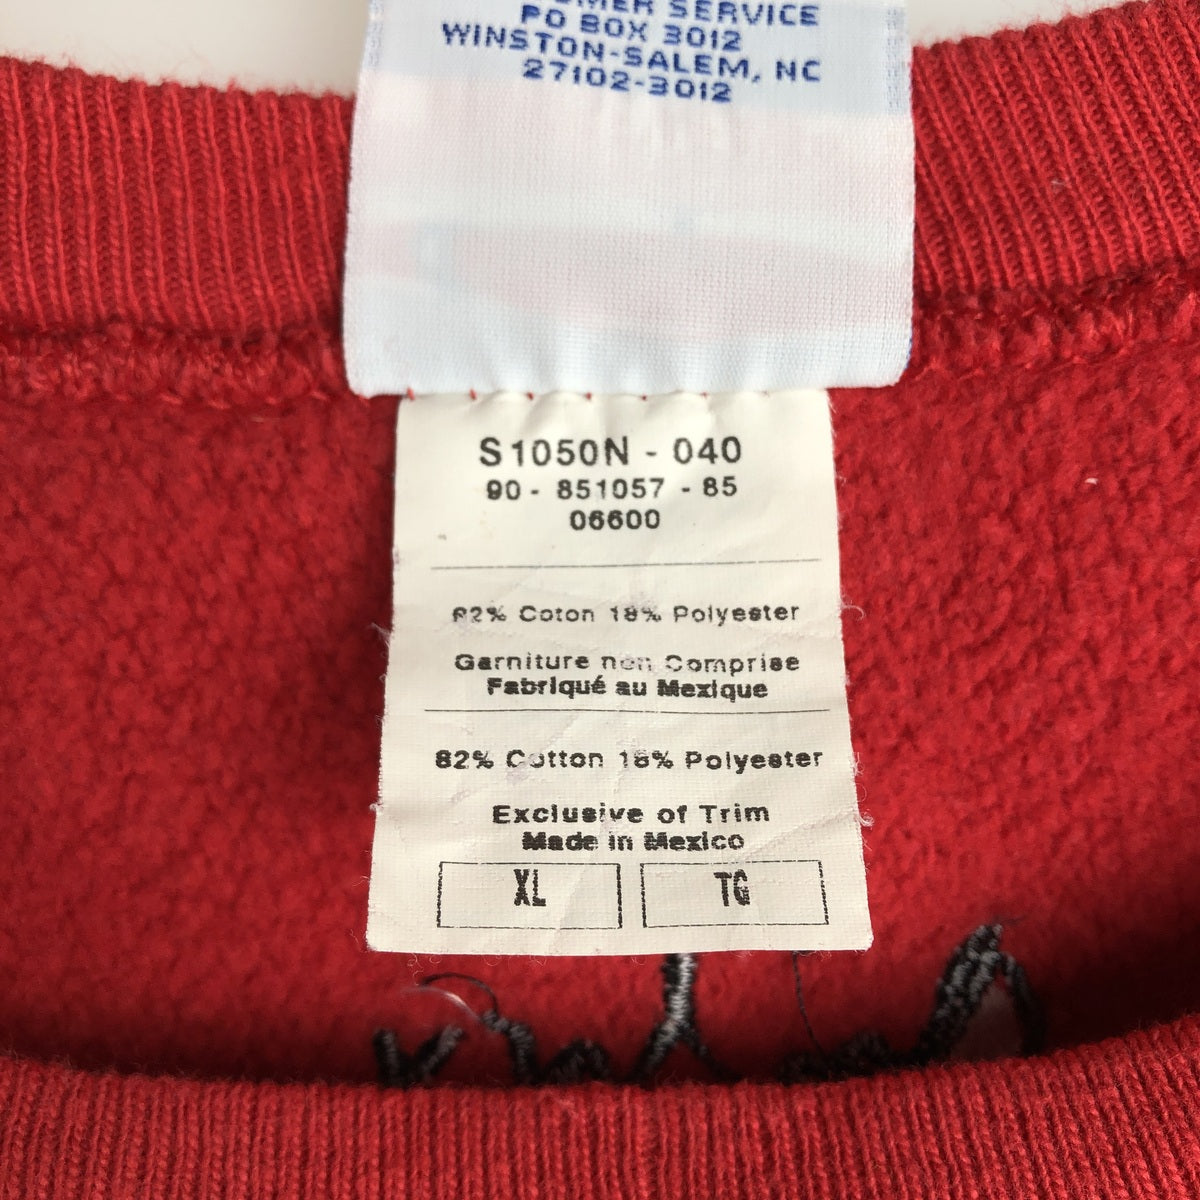 SERVICE
PO BOX 3012
WINSTON-SALEM, NC
27102-3012
S1050N - 040
90 - 851057 - 85
06600
82% Coton 18% Polyester
Garniture non Comprise
Fabriqué au Mexique
82% Cotton 18% Polyester
Exclusive of Trim
Made in Mexico
XL
TG